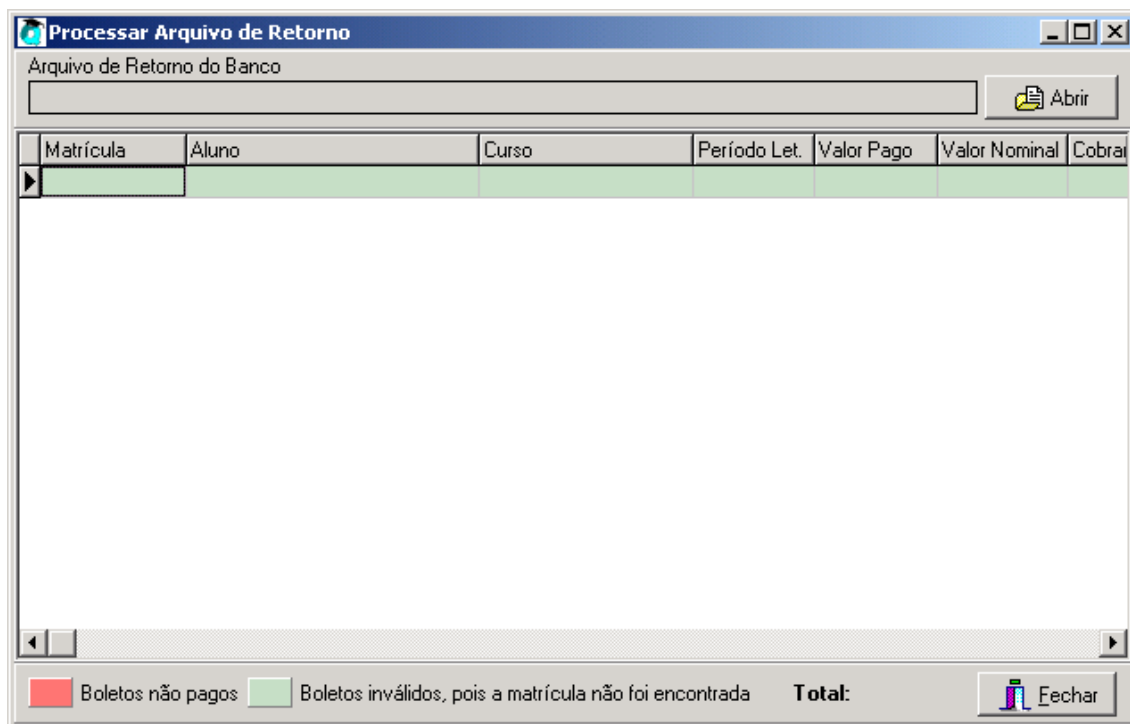 Processar Arquivo de Retorno
Arquivo de Retorno do Banco
Abrir
Matrícula Aluno Curso Período Let. Valor Pago Valor Nominal Cobrar
Boletos não pagos Boletos inválidos, pois a matrícula não foi encontrada Total: Fechar